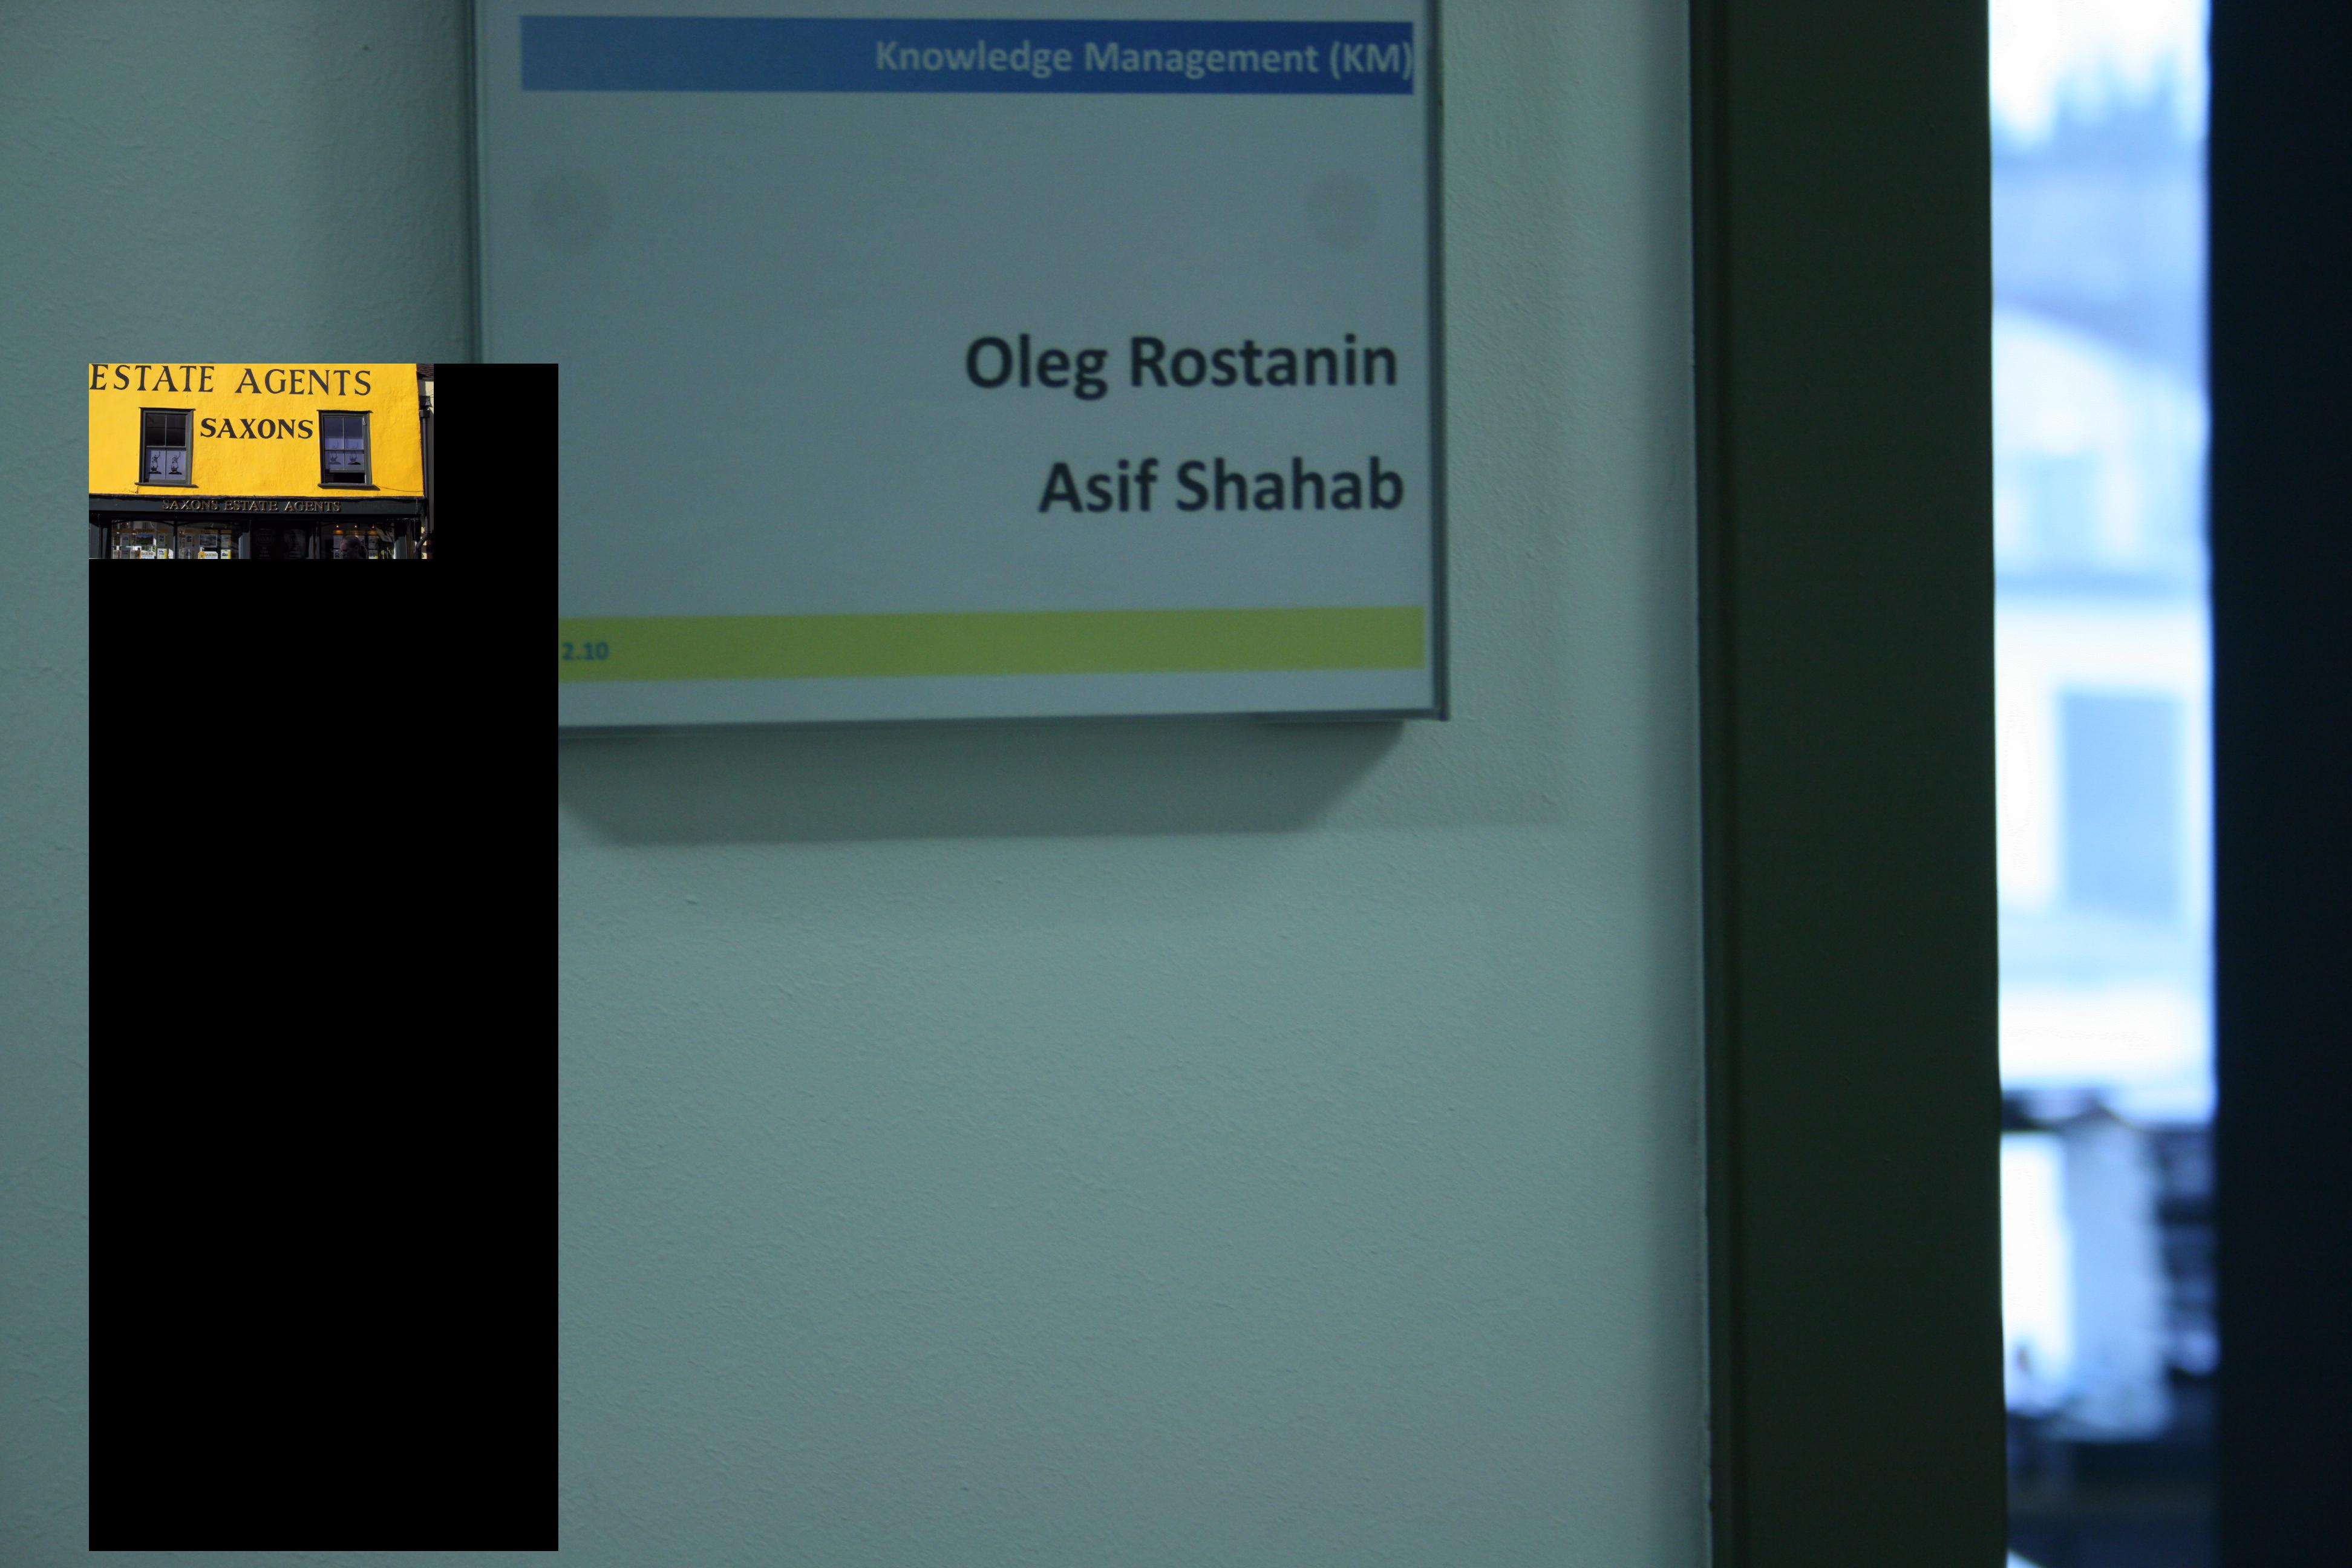 Knowledge Management (KM)
Oleg Rostanin
Asif Shahab
2.10
ESTATE AGENTS
SAXONS
SAXONS ESTATE AGENTS